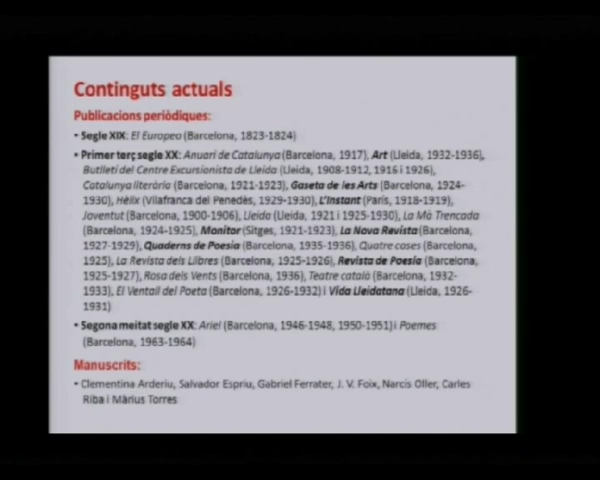 Continguts actuals
Publicacions periòdiques:
• Segle XIX: El Europeo (Barcelona, 1823-1824)
• Primer terç segle XX: Anuari de Catalunya (Barcelona, 1917), Art (Lleida, 1932-1936),
Butlletí del Centre Excursionista de Lleida (Lleida, 1908-1912, 1916 i 1926),
Catalunya literària (Barcelona, 1921-1923), Gaseta de les Arts (Barcelona, 1924-
1930), Hèlix (Vilafranca del Penedès, 1929-1930), L'Instant (París, 1918-1919),
Joventut (Barcelona, 1900-1906), Lleida (Lleida, 1921 i 1925-1930), La Mà Trencada
(Barcelona, 1924-1925), Monitor (Sitges, 1921-1923), La Nova Revista (Barcelona,
1927-1929), Quaderns de Poesia (Barcelona, 1935-1936), Quatre coses (Barcelona,
1925), La Revista dels Llibres (Barcelona, 1925-1926), Revista de Poesia (Barcelona,
1925-1927), Rosa dels Vents (Barcelona, 1936), Teatre català (Barcelona, 1932-
1933), El Ventall del Poeta (Barcelona, 1926-1932) i Vida Lleidatana (Lleida, 1926-
1931)
• Segona meitat segle XX: Ariel (Barcelona, 1946-1948, 1950-1951) i Poemes
(Barcelona, 1963-1964)
Manuscrits:
• Clementina Arderiu, Salvador Espriu, Gabriel Ferrater, J. V. Foix, Narcís Oller, Carles
Riba i Màrius Torres